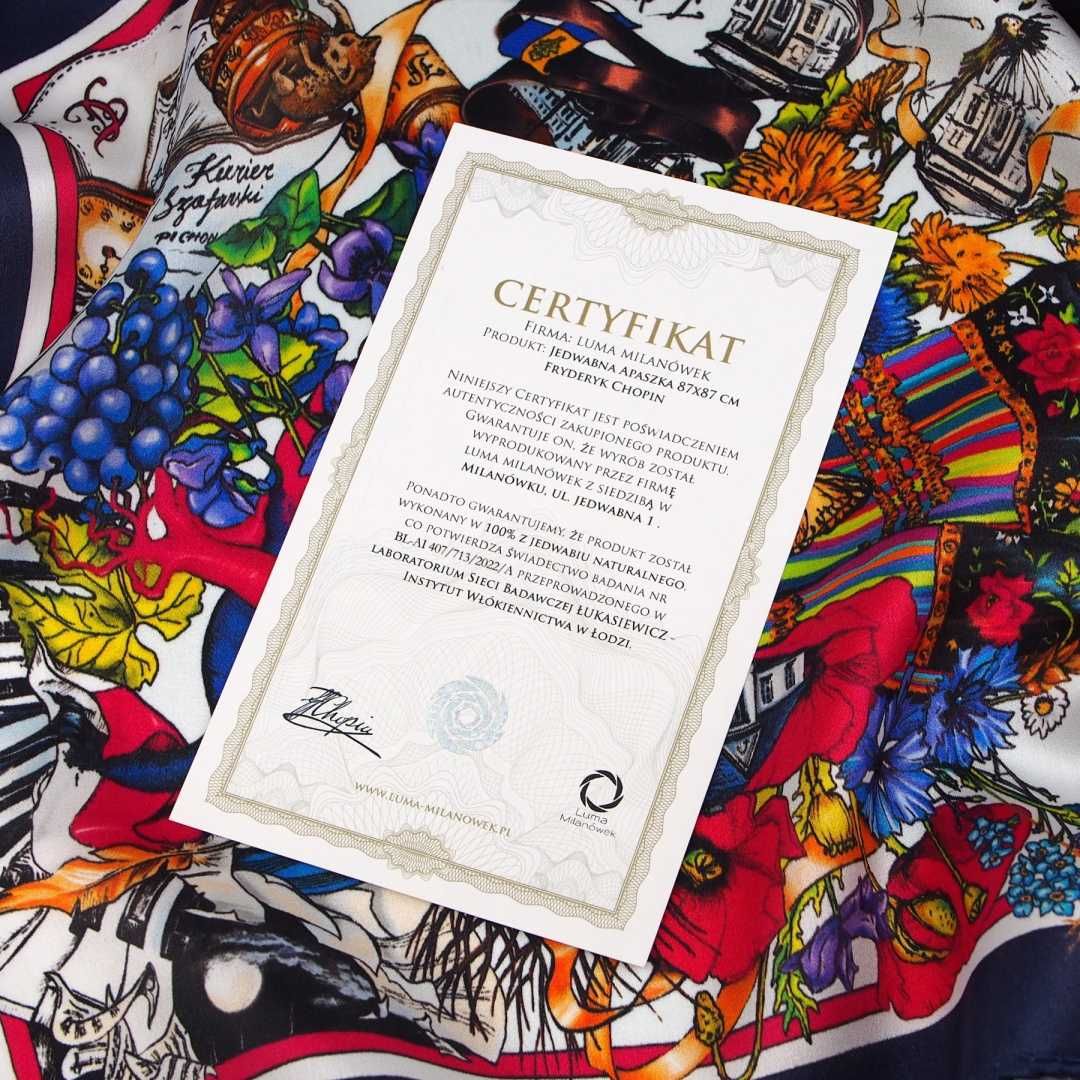 Kurier
Szafarski
PICHON
CERTYFIKAT
FIRMA: LUMA MILANÓWEK
PRODUKT: JEDWABNA APASZKA 87X87 CM
FRYDERYK CHOPIN
NINIEJSZY CERTYFIKAT JEST POŚWIADCZENIEM
AUTENTYCZNOŚCI ZAKUPIONEGO PRODUKTU.
GWARANTUJE ON, ŻE WYRÓB ZOSTAŁ
WYPRODUKOWANY PRZEZ FIRMĘ
LUMA MILANÓWEK Z SIEDZIBĄ W
MILANÓWKU, UL. JEDWABNA 1 .
PONADTO GWARANTUJEMY, ŻE PRODUKT ZOSTAŁ
WYKONANY W 100% Z JEDWABIU NATURALNEGO,
CO POTWIERDZA ŚWIADECTWO BADANIA NR
BL-AI 407/713/2022/A PRZEPROWADZONEGO W
LABORATORIUM SIECI BADAWCZEJ ŁUKASIEWICZ –
INSTYTUT WŁÓKIENNICTWA W ŁODZI.
WWW.LUMA-MILANOWEK.PL
Luma
Milanówek